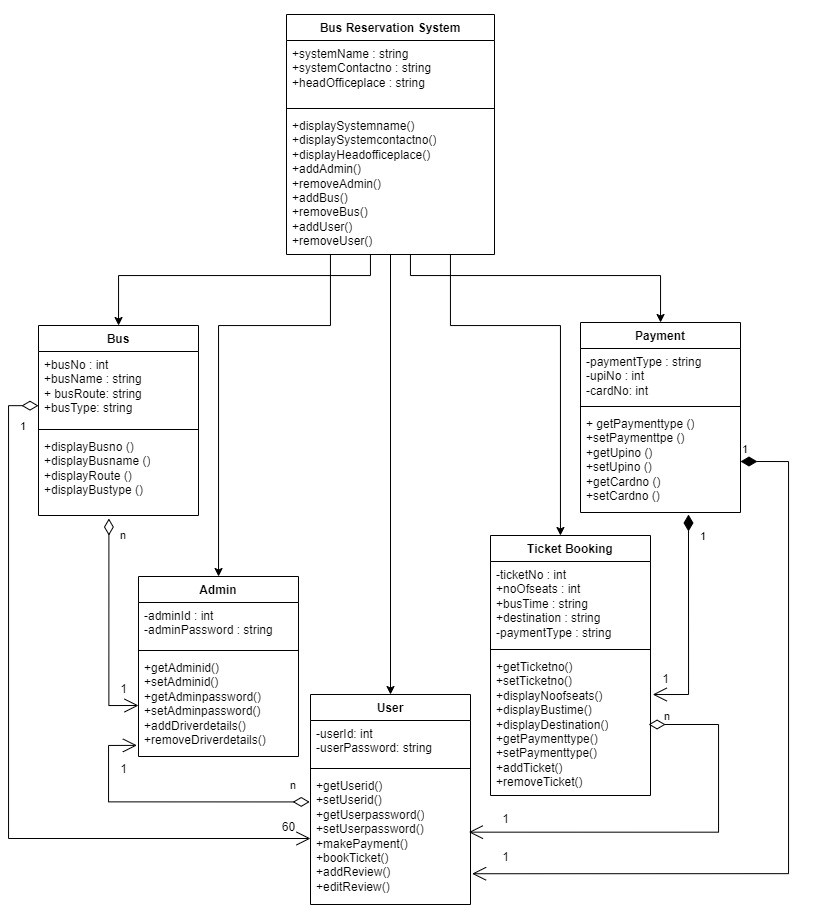 Bus Reservation System
+systemName : string
+systemContactno : string
+headOfficeplace : string
+displaySystemname()
+displaySystemcontactno()
+displayHeadofficeplace()
+addAdmin()
+removeAdmin()
+addBus()
+removeBus()
+addUser()
+removeUser()
Bus
+busNo : int
+busName : string
+ busRoute: string
+busType: string
+displayBusno ()
+displayBusname ()
+displayRoute ()
+displayBustype ()
1
n
Payment
-paymentType : string
-upiNo : int
-cardNo: int
+ getPaymenttype ()
+setPaymenttpe ()
+getUpino ()
+setUpino ()
+getCardno ()
+setCardno ()
1
1
Admin
-adminId : int
-adminPassword : string
+getAdminid()
+setAdminid()
+getAdminpassword()
+setAdminpassword()
+addDriverdetails()
+removeDriverdetails()
1
1
Ticket Booking
-ticketNo : int
+noOfseats : int
+busTime : string
+destination : string
-paymentType : string
+getTicketno()
+setTicketno()
+displayNoofseats()
+displayBustime()
+displayDestination()
+getPaymenttype()
+setPaymenttype()
+addTicket()
+removeTicket()
1
n
User
-userId: int
-userPassword: string
+getUserid()
+setUserid()
+getUserpassword()
+setUserpassword()
+makePayment()
+bookTicket()
+addReview()
+editReview()
n
60
1
1